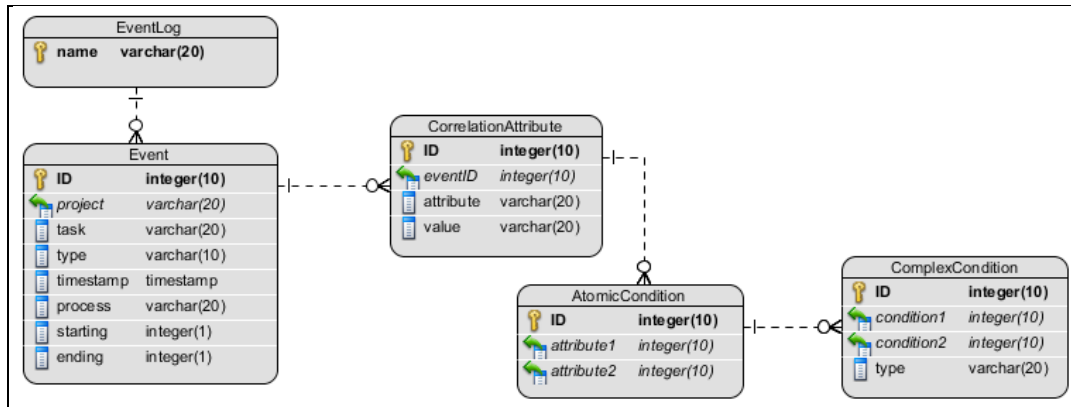 EventLog
name varchar(20)
Event
ID integer(10)
project varchar(20)
task varchar(20)
type varchar(10)
timestamp timestamp
process varchar(20)
starting integer(1)
ending integer(1)
CorrelationAttribute
ID integer(10)
eventID integer(10)
attribute varchar(20)
value varchar(20)
AtomicCondition
ID integer(10)
attribute1 integer(10)
attribute2 integer(10)
ComplexCondition
ID integer(10)
condition1 integer(10)
condition2 integer(10)
type varchar(20)